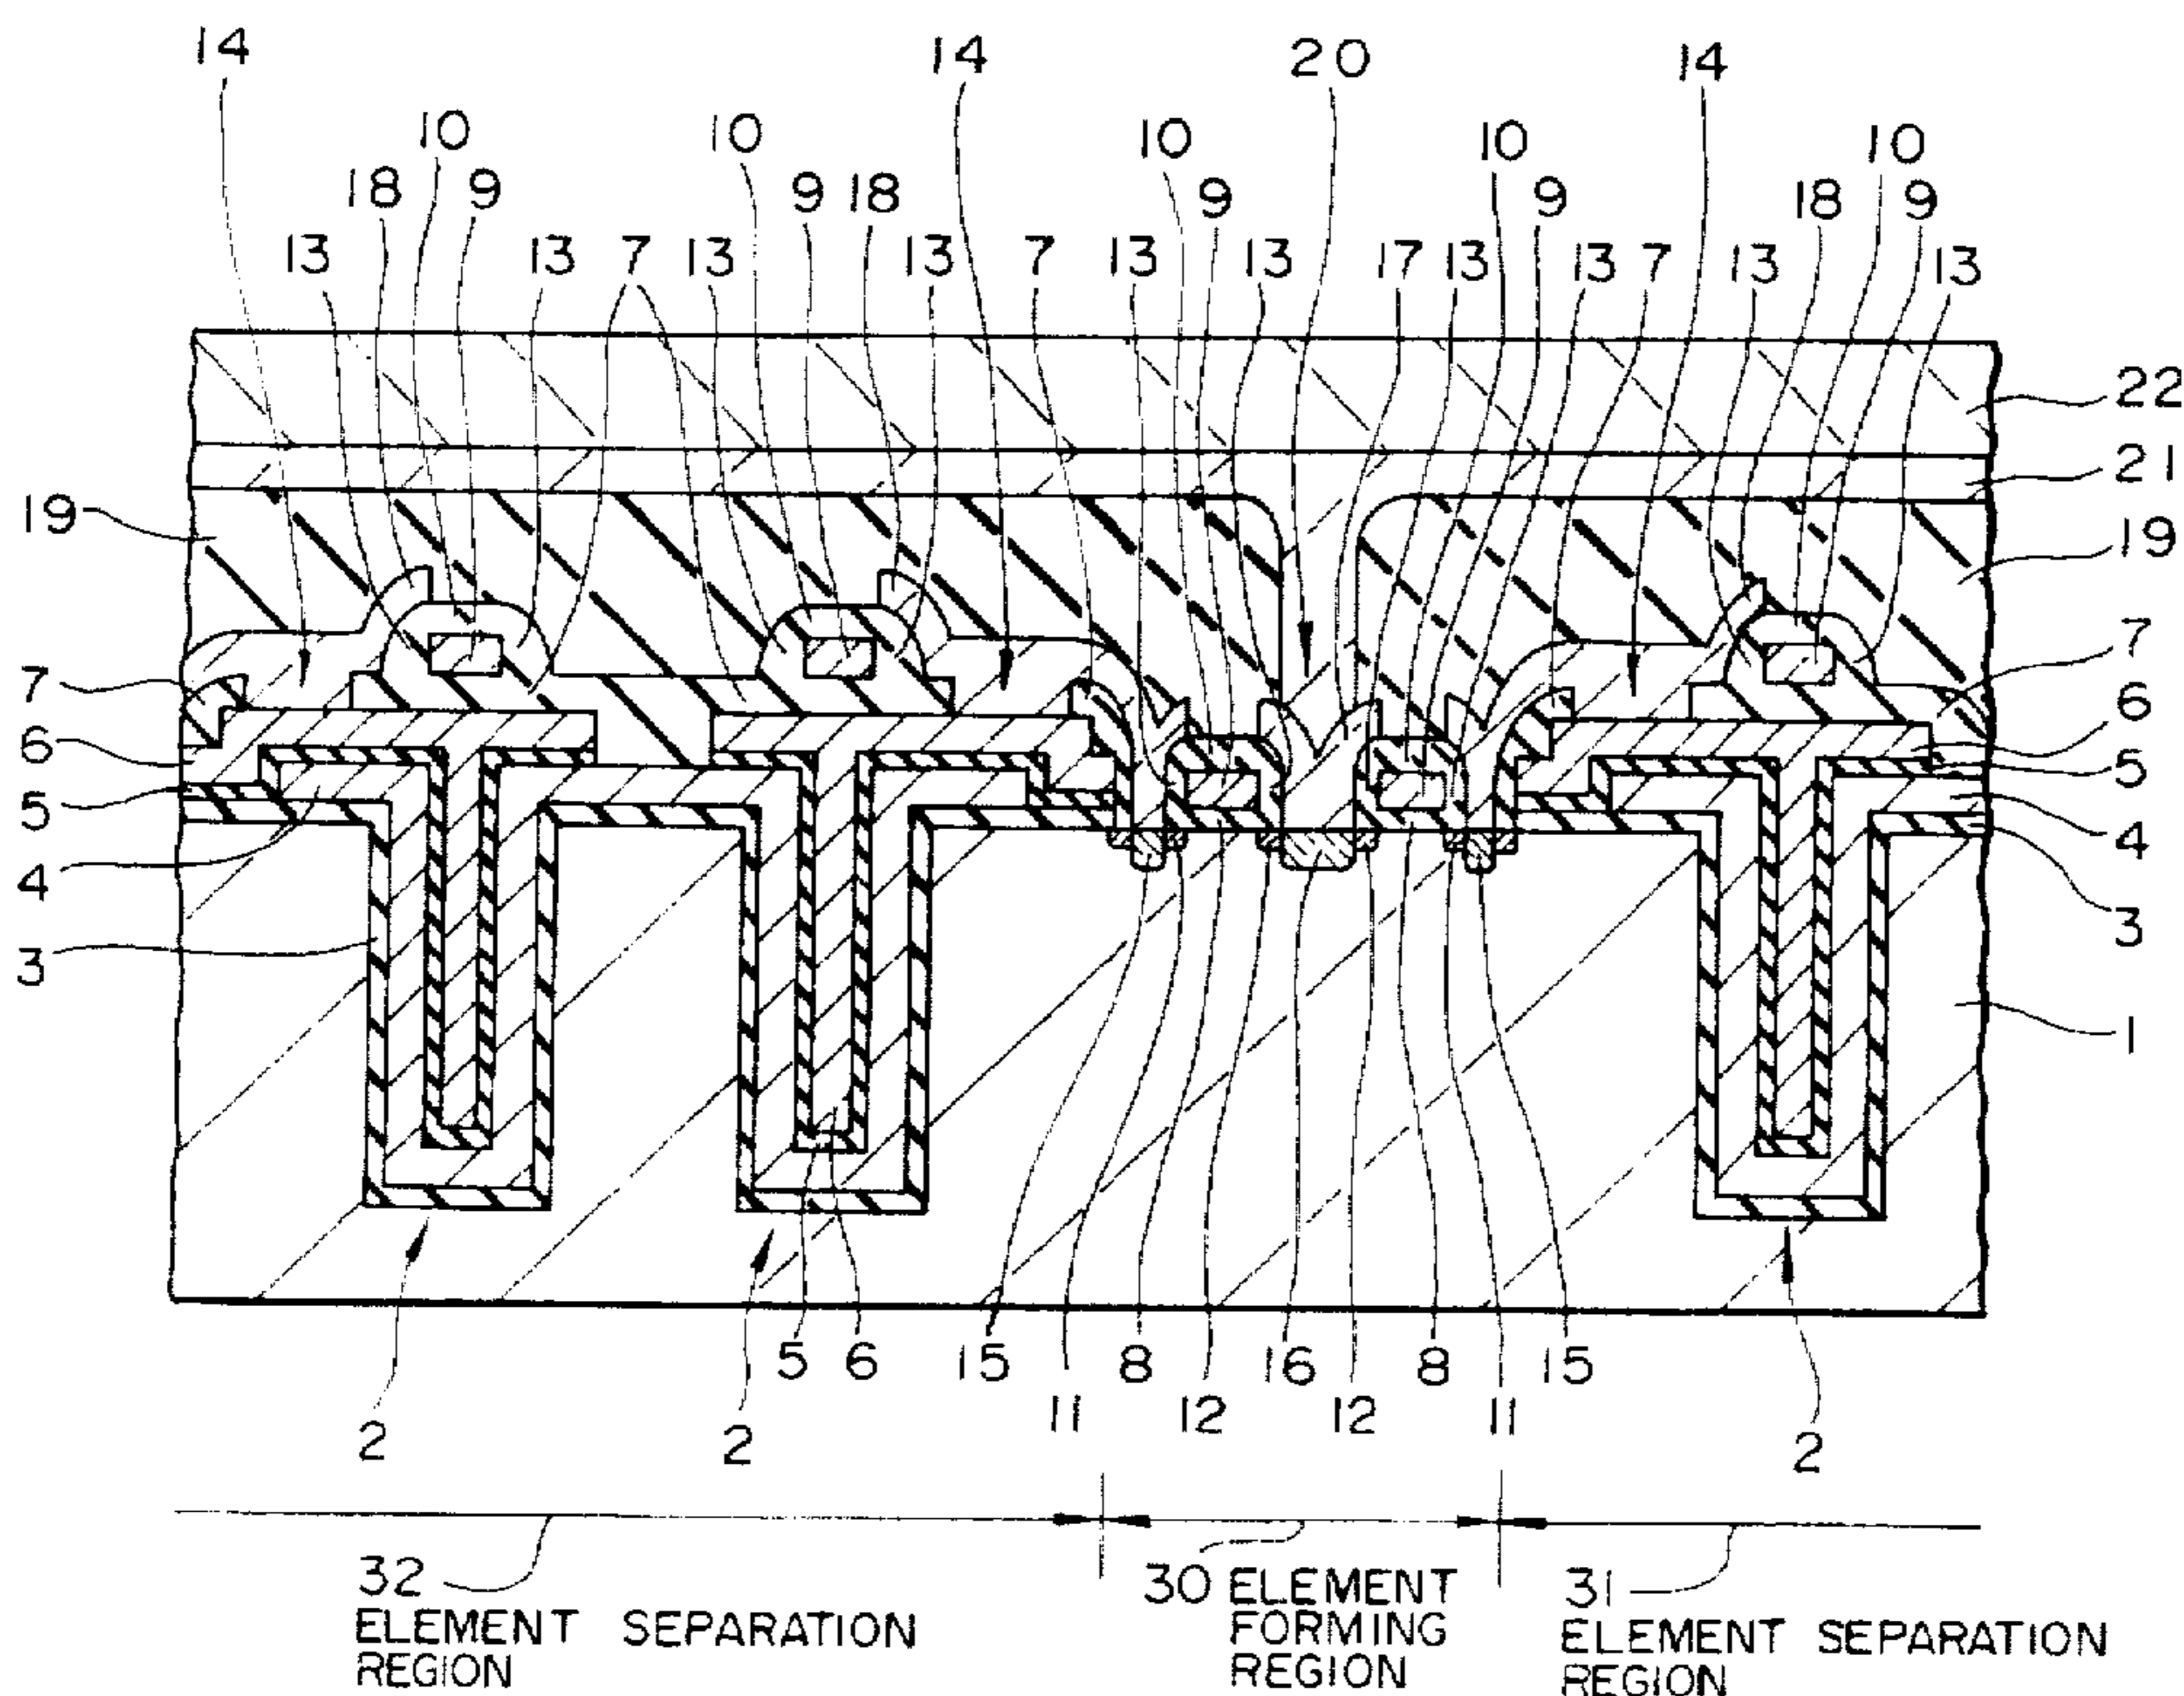 14 14 20 14
10 10 10 10 10
18 9 9 18 9 9 18 9
13 13 7 13 13 7 13 13 17 13 13 7 13 13
22
21
19 19
7 7
6 6
5 5
4 4
3 3
1
5 6 15 8 16 8 15
11 12 12 11
2 2 2
32 30 ELEMENT 31
ELEMENT SEPARATION FORMING ELEMENT SEPARATION
REGION REGION REGION